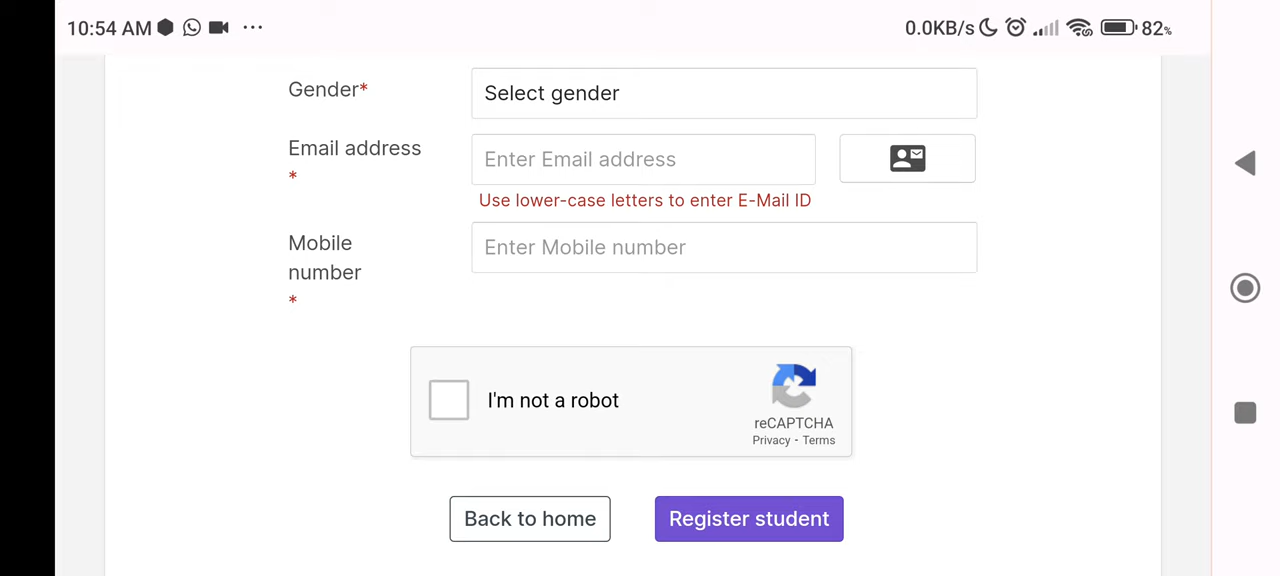 10:54 AM ... 0.0KB/s 82%
Gender* Select gender
Email address Enter Email address
*
Use lower-case letters to enter E-Mail ID
Mobile Enter Mobile number
number
*
I'm not a robot
reCAPTCHA
Privacy - Terms
Back to home Register student